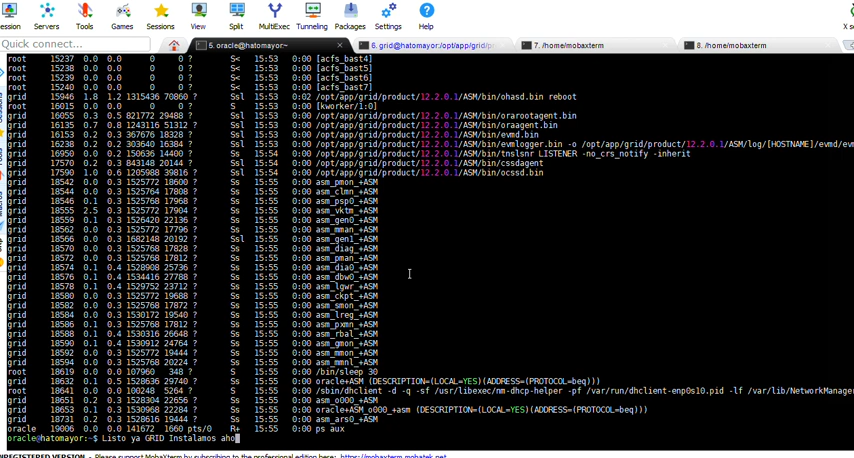 ession Servers Tools Games Sessions View Split MultiExec Tunneling Packages Settings Help X se
Quick connect...
5. oracle@hatomayor:~ 6. grid@hatomayor:/opt/app/grid/pr 7. /home/mobaxterm 8. /home/mobaxterm
root 15237 0.0 0.0 0 0 ? S< 15:53 0:00 [acfs_bast4]
root 15238 0.0 0.0 0 0 ? S< 15:53 0:00 [acfs_bast5]
root 15239 0.0 0.0 0 0 ? S< 15:53 0:00 [acfs_bast6]
root 15240 0.0 0.0 0 0 ? S< 15:53 0:00 [acfs_bast7]
grid 15946 1.8 1.2 1315436 70860 ? Ssl 15:53 0:02 /opt/app/grid/product/12.2.0.1/ASM/bin/ohasd.bin reboot
root 16015 0.0 0.0 0 0 ? S 15:53 0:00 [kworker/1:0]
grid 16055 0.3 0.5 821772 29488 ? Ssl 15:53 0:00 /opt/app/grid/product/12.2.0.1/ASM/bin/orarootagent.bin
grid 16135 0.7 0.8 1243116 51312 ? Ssl 15:53 0:00 /opt/app/grid/product/12.2.0.1/ASM/bin/oraagent.bin
grid 16153 0.2 0.3 367676 18328 ? Ssl 15:53 0:00 /opt/app/grid/product/12.2.0.1/ASM/bin/evmd.bin
grid 16238 0.2 0.2 303640 16384 ? Ssl 15:53 0:00 /opt/app/grid/product/12.2.0.1/ASM/bin/evmlogger.bin -o /opt/app/grid/product/12.2.0.1/ASM/log/[HOSTNAME]/evmd/evm
grid 16950 0.0 0.2 150636 14400 ? Ssl 15:54 0:00 /opt/app/grid/product/12.2.0.1/ASM/bin/tnslsnr LISTENER -no_crs_notify -inherit
grid 17570 0.2 0.3 843148 20144 ? Ssl 15:54 0:00 /opt/app/grid/product/12.2.0.1/ASM/bin/cssdagent
grid 17590 1.0 0.6 1205988 39816 ? Ssl 15:54 0:00 /opt/app/grid/product/12.2.0.1/ASM/bin/ocssd.bin
grid 18542 0.0 0.3 1525772 18600 ? Ss 15:55 0:00 asm_pmon_+ASM
grid 18544 0.0 0.3 1525764 17808 ? Ss 15:55 0:00 asm_clmn_+ASM
grid 18546 0.1 0.3 1525768 17968 ? Ss 15:55 0:00 asm_psp0_+ASM
grid 18555 2.5 0.3 1525772 17904 ? Ss 15:55 0:00 asm_vktm_+ASM
grid 18559 0.1 0.3 1526420 22136 ? Ss 15:55 0:00 asm_gen0_+ASM
grid 18562 0.0 0.3 1525772 17796 ? Ss 15:55 0:00 asm_mman_+ASM
grid 18566 0.0 0.3 1682148 20192 ? Ssl 15:55 0:00 asm_gen1_+ASM
grid 18570 0.0 0.3 1525768 17828 ? Ss 15:55 0:00 asm_diag_+ASM
grid 18572 0.0 0.3 1525768 17812 ? Ss 15:55 0:00 asm_pman_+ASM
grid 18574 0.1 0.4 1528908 25736 ? Ss 15:55 0:00 asm_dia0_+ASM
grid 18576 0.1 0.4 1534416 27788 ? Ss 15:55 0:00 asm_dbw0_+ASM
grid 18578 0.1 0.4 1529752 23712 ? Ss 15:55 0:00 asm_lgwr_+ASM
grid 18580 0.0 0.3 1525772 19688 ? Ss 15:55 0:00 asm_ckpt_+ASM
grid 18582 0.0 0.3 1525768 17872 ? Ss 15:55 0:00 asm_smon_+ASM
grid 18584 0.0 0.3 1530172 19540 ? Ss 15:55 0:00 asm_lreg_+ASM
grid 18586 0.1 0.3 1525768 17812 ? Ss 15:55 0:00 asm_pxmn_+ASM
grid 18588 0.1 0.4 1530316 26648 ? Ss 15:55 0:00 asm_rbal_+ASM
grid 18590 0.1 0.4 1530912 24764 ? Ss 15:55 0:00 asm_gmon_+ASM
grid 18592 0.0 0.3 1525772 19444 ? Ss 15:55 0:00 asm_mmon_+ASM
grid 18594 0.0 0.3 1525768 20224 ? Ss 15:55 0:00 asm_mmnl_+ASM
root 18619 0.0 0.0 107960 348 ? S 15:55 0:00 /bin/sleep 30
grid 18632 0.1 0.5 1528636 29740 ? Ss 15:55 0:00 oracle+ASM (DESCRIPTION=(LOCAL=YES)(ADDRESS=(PROTOCOL=beq)))
root 18641 0.0 0.0 100248 5264 ? S 15:55 0:00 /sbin/dhclient -d -q -sf /usr/libexec/nm-dhcp-helper -pf /var/run/dhclient-enp0s10.pid -lf /var/lib/NetworkManager
grid 18651 0.2 0.3 1528304 22656 ? Ss 15:55 0:00 asm_o000_+ASM
grid 18653 0.1 0.3 1530968 22284 ? Ss 15:55 0:00 oracle+ASM_o000_+asm (DESCRIPTION=(LOCAL=YES)(ADDRESS=(PROTOCOL=beq)))
grid 18731 0.2 0.3 1528616 19444 ? Ss 15:55 0:00 asm_ars0_+ASM
oracle 19006 0.0 0.0 141672 1660 pts/0 R+ 15:55 0:00 ps aux
oracle@hatomayor:~$ Listo ya GRID Instalamos aho
NREGISTERED VERSION - Please support MobaXterm by subscribing to the professional edition here: https://mobaxterm.mobatek.net